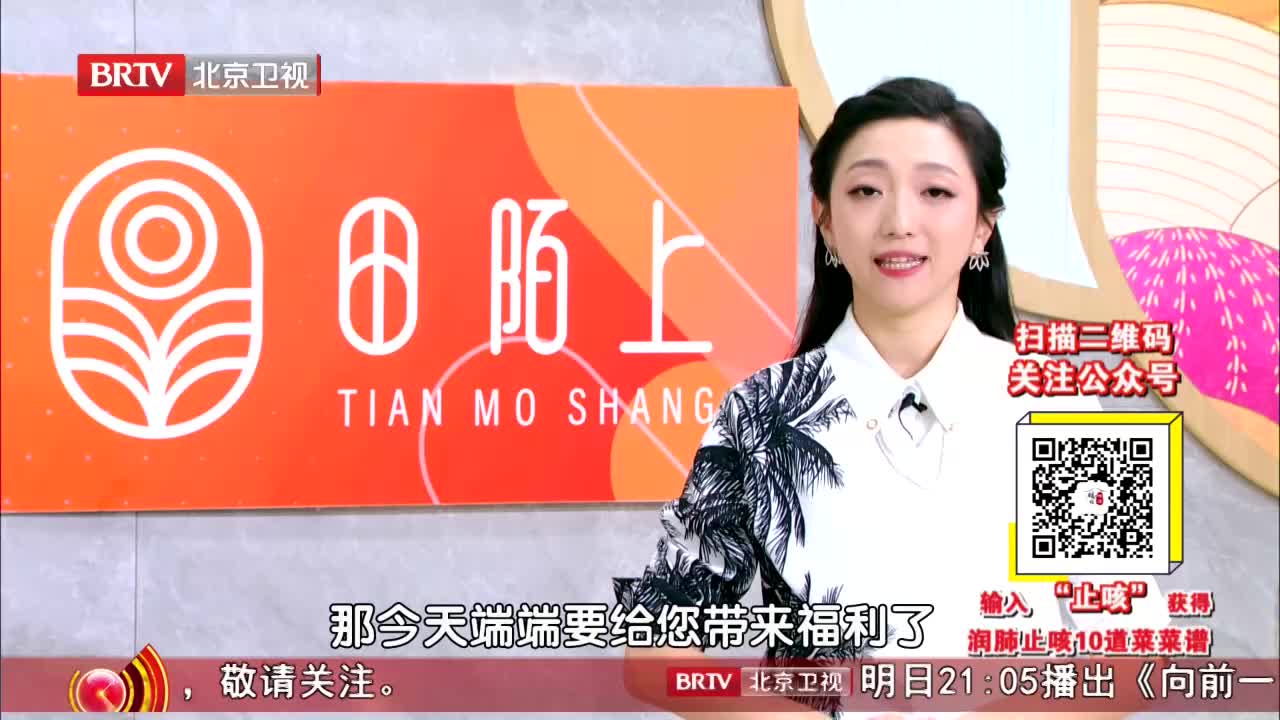 BRTV 北京卫视
田陌上
TIAN MO SHANG
扫描二维码
关注公众号
输入 “止咳” 获得
润肺止咳10道菜菜谱
那今天端端要给您带来福利了
，敬请关注。 BRTV 北京卫视 明日21:05播出《向前一